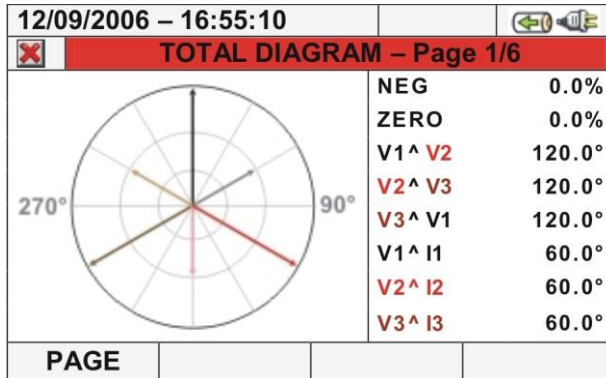 12/09/2006 – 16:55:10
TOTAL DIAGRAM – Page 1/6
270°
90°
NEG 0.0%
ZERO 0.0%
V1^ V2 120.0°
V2^ V3 120.0°
V3^ V1 120.0°
V1^ I1 60.0°
V2^ I2 60.0°
V3^ I3 60.0°
PAGE